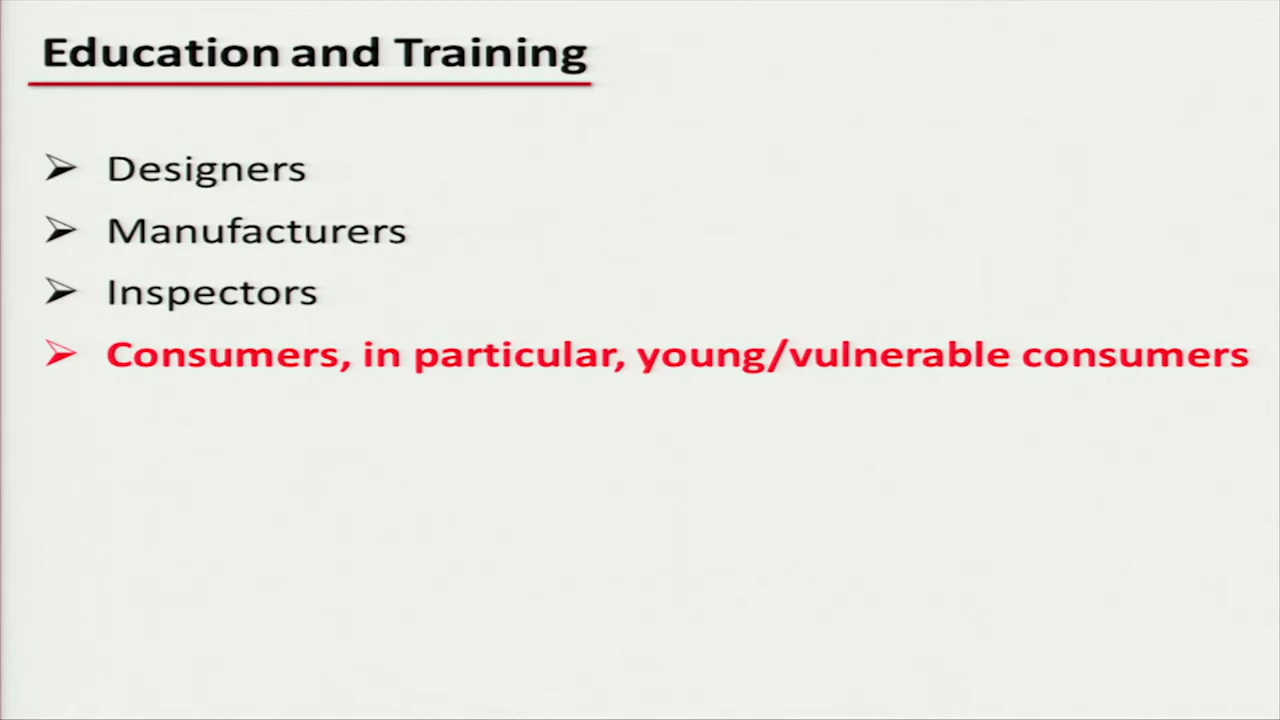 Education and Training
➢ Designers
➢ Manufacturers
➢ Inspectors
➢ Consumers, in particular, young/vulnerable consumers